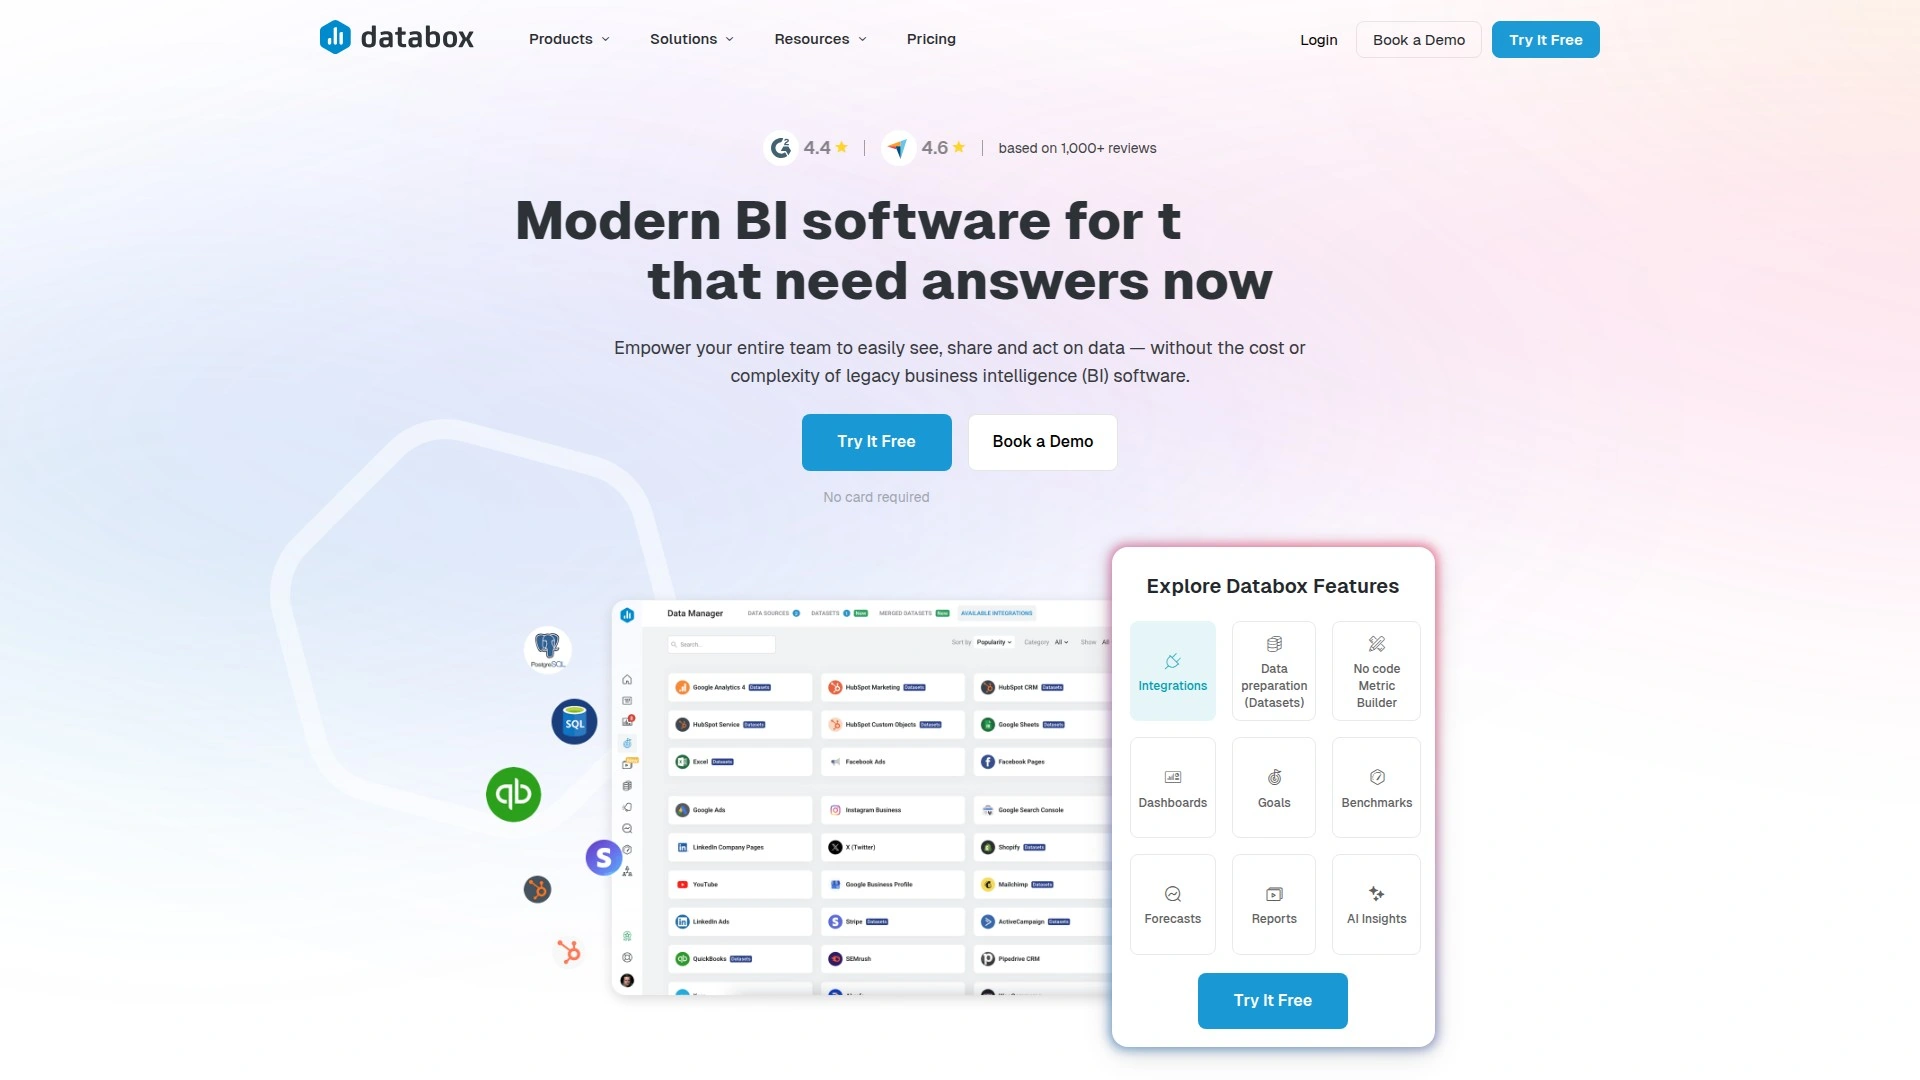 databox
Products
Solutions
Resources
Pricing
Login
Book a Demo
Try It Free
4.4
4.6
based on 1,000+ reviews
Modern BI software for t
that need answers now
Empower your entire team to easily see, share and act on data — without the cost or
complexity of legacy business intelligence (BI) software.
Try It Free
Book a Demo
No card required
PostgreSQL
SQL
qb
S
Data Manager
DATA SOURCES
DATASETS
New
MERGED DATASETS
New
AVAILABLE INTEGRATIONS
Search...
Sort by
Popularity
Category
All
Show
All
Google Analytics 4 Datasets
HubSpot Marketing Datasets
HubSpot CRM Datasets
HubSpot Service Datasets
HubSpot Custom Objects Datasets
Google Sheets Datasets
Excel Datasets
Facebook Ads
Facebook Pages
Google Ads
Instagram Business
Google Search Console
LinkedIn Company Pages
X (Twitter)
Shopify Datasets
YouTube
Google Business Profile
Mailchimp Datasets
LinkedIn Ads
Stripe Datasets
ActiveCampaign Datasets
QuickBooks Datasets
SEMrush
Pipedrive CRM
Explore Databox Features
Integrations
Data
preparation
(Datasets)
No code
Metric
Builder
Dashboards
Goals
Benchmarks
Forecasts
Reports
AI Insights
Try It Free